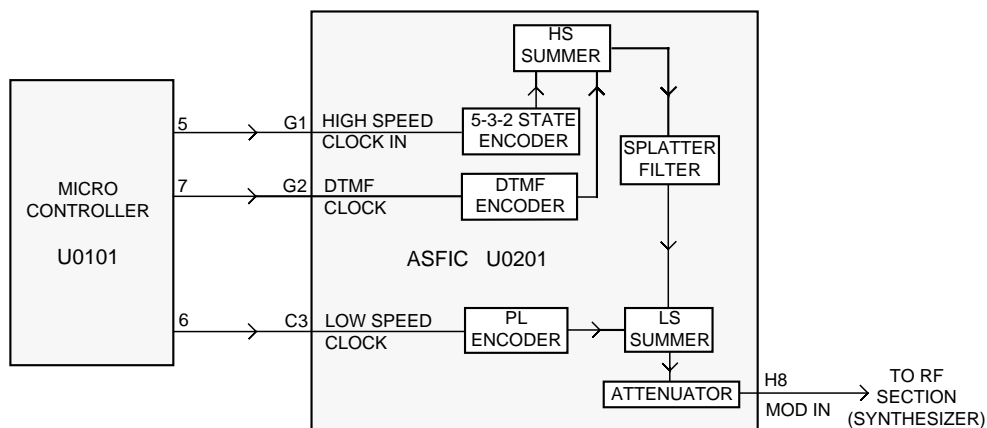 HS
SUMMER
5
G1
HIGH SPEED
CLOCK IN
5-3-2 STATE
ENCODER
SPLATTER
FILTER
MICRO
CONTROLLER
U0101
7
G2
DTMF
CLOCK
DTMF
ENCODER
ASFIC U0201
6
C3
LOW SPEED
CLOCK
PL
ENCODER
LS
SUMMER
ATTENUATOR
H8
MOD IN
TO RF
SECTION
(SYNTHESIZER)